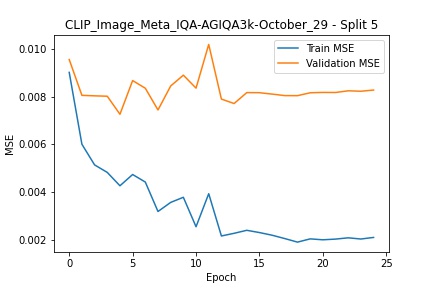 CLIP_Image_Meta_IQA-AGIQA3k-October_29 - Split 5
Train MSE
Validation MSE
0.010
0.008
0.006
0.004
0.002
MSE
0 5 10 15 20 25
Epoch